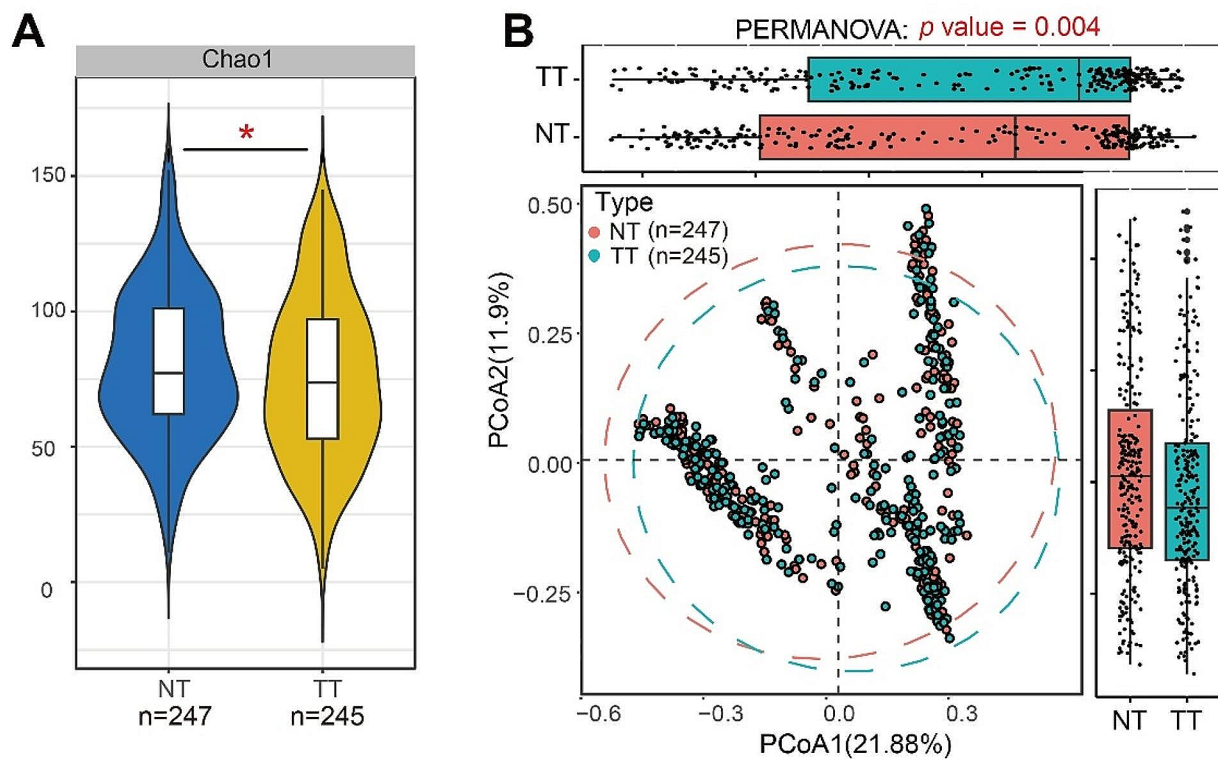 A
Chao1
*
150
100
50
0
NT
TT
n=247
n=245
B
PERMANOVA: p value = 0.004
TT
NT
Type
NT (n=247)
TT (n=245)
PCoA2(11.9%)
0.50
0.25
0.00
−0.25
−0.6
−0.3
0.0
0.3
PCoA1(21.88%)
NT
TT